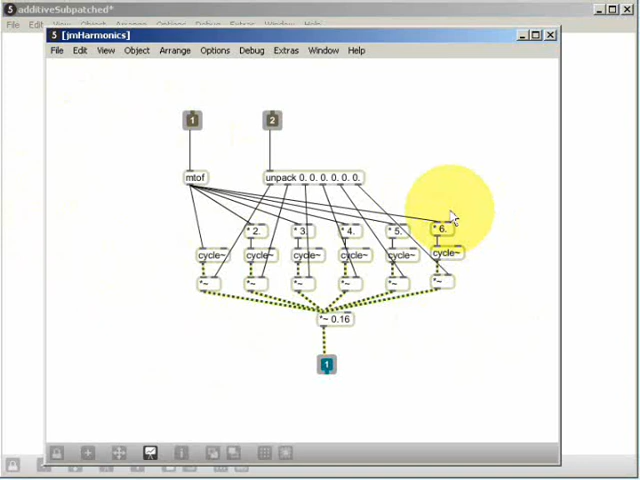 5 additiveSubpatched*
File Edit View Object Arrange Options Debug Extras Window Help
5 [jmHarmonics]
File Edit View Object Arrange Options Debug Extras Window Help
1 2
mtof unpack 0. 0. 0. 0. 0. 0.
* 2. * 3. * 4. * 5. * 6.
cycle~ cycle~ cycle~ cycle~ cycle~ cycle~
*~ *~ *~ *~ *~ *~
*~ 0.16
1